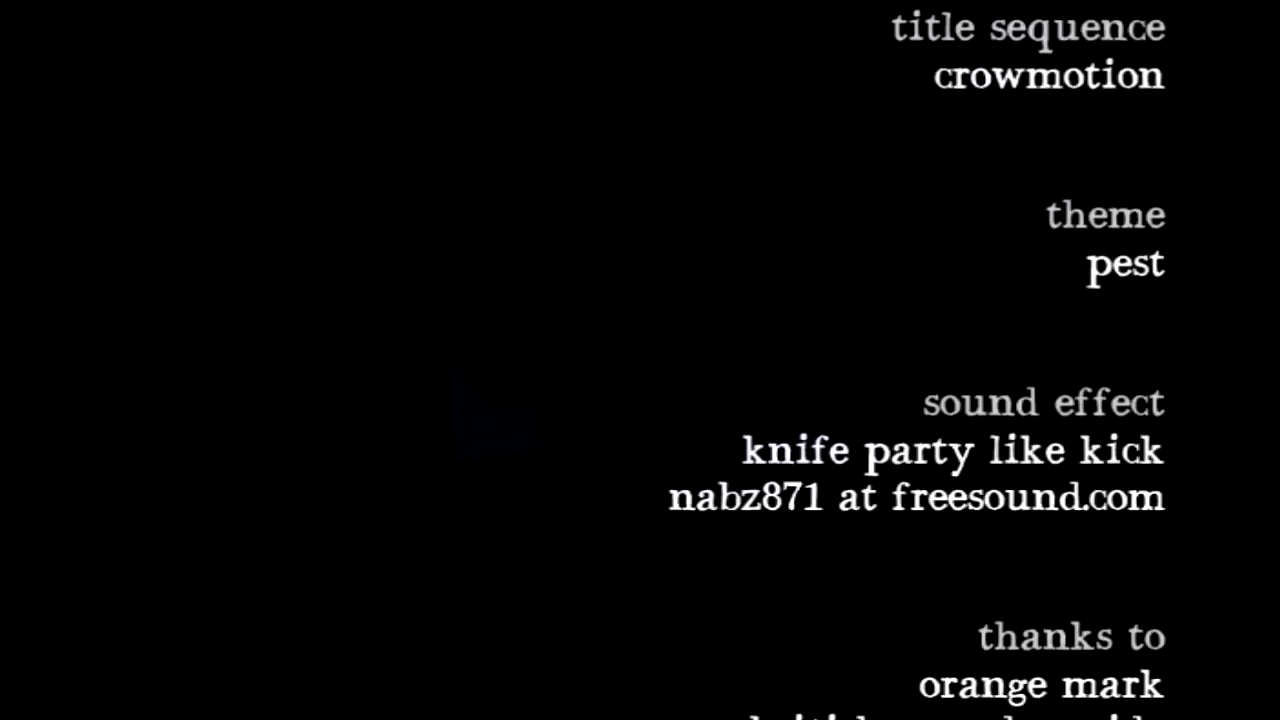 title sequence
crowmotion
theme
pest
sound effect
knife party like kick
nabz871 at freesound.com
thanks to
orange mark